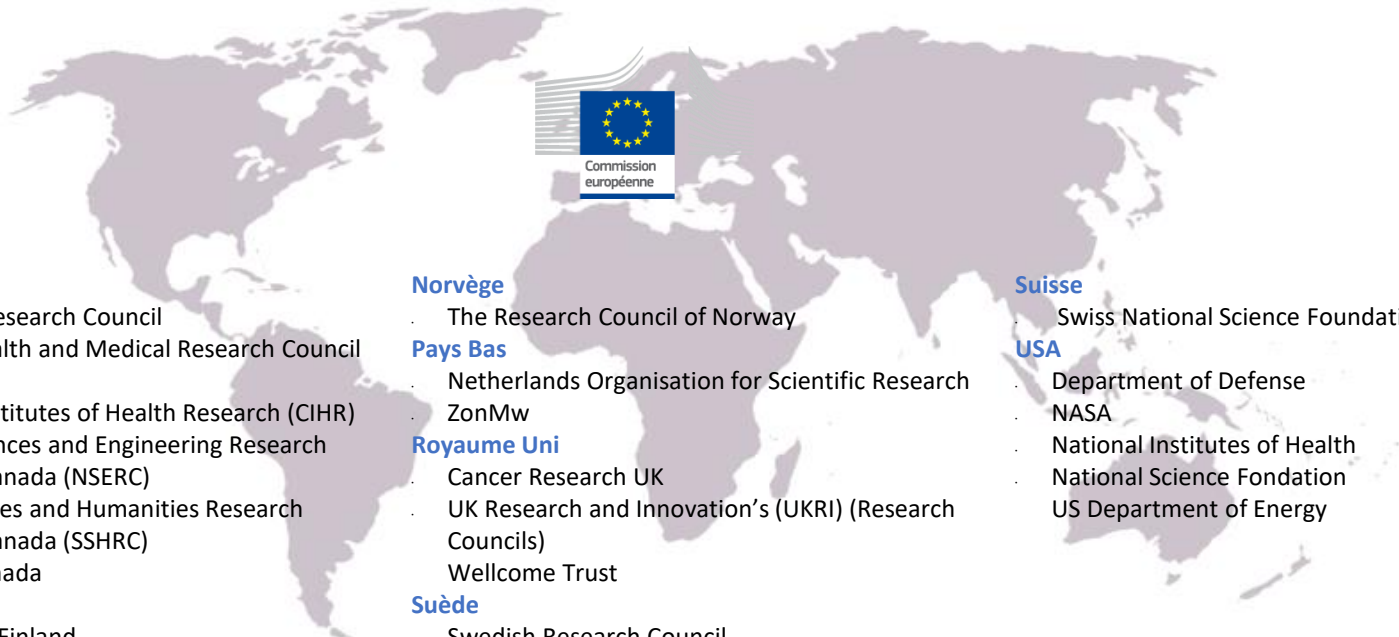 Commission
européenne
esearch Council
alth and Medical Research Council
titutes of Health Research (CIHR)
nces and Engineering Research
anada (NSERC)
es and Humanities Research
anada (SSHRC)
nada
Finland
Norvège
. The Research Council of Norway
Pays Bas
. Netherlands Organisation for Scientific Research
. ZonMw
Royaume Uni
. Cancer Research UK
. UK Research and Innovation’s (UKRI) (Research
Councils)
Wellcome Trust
Suède
Swedish Research Council
Suisse
. Swiss National Science Foundati
USA
. Department of Defense
. NASA
. National Institutes of Health
. National Science Fondation
US Department of Energy